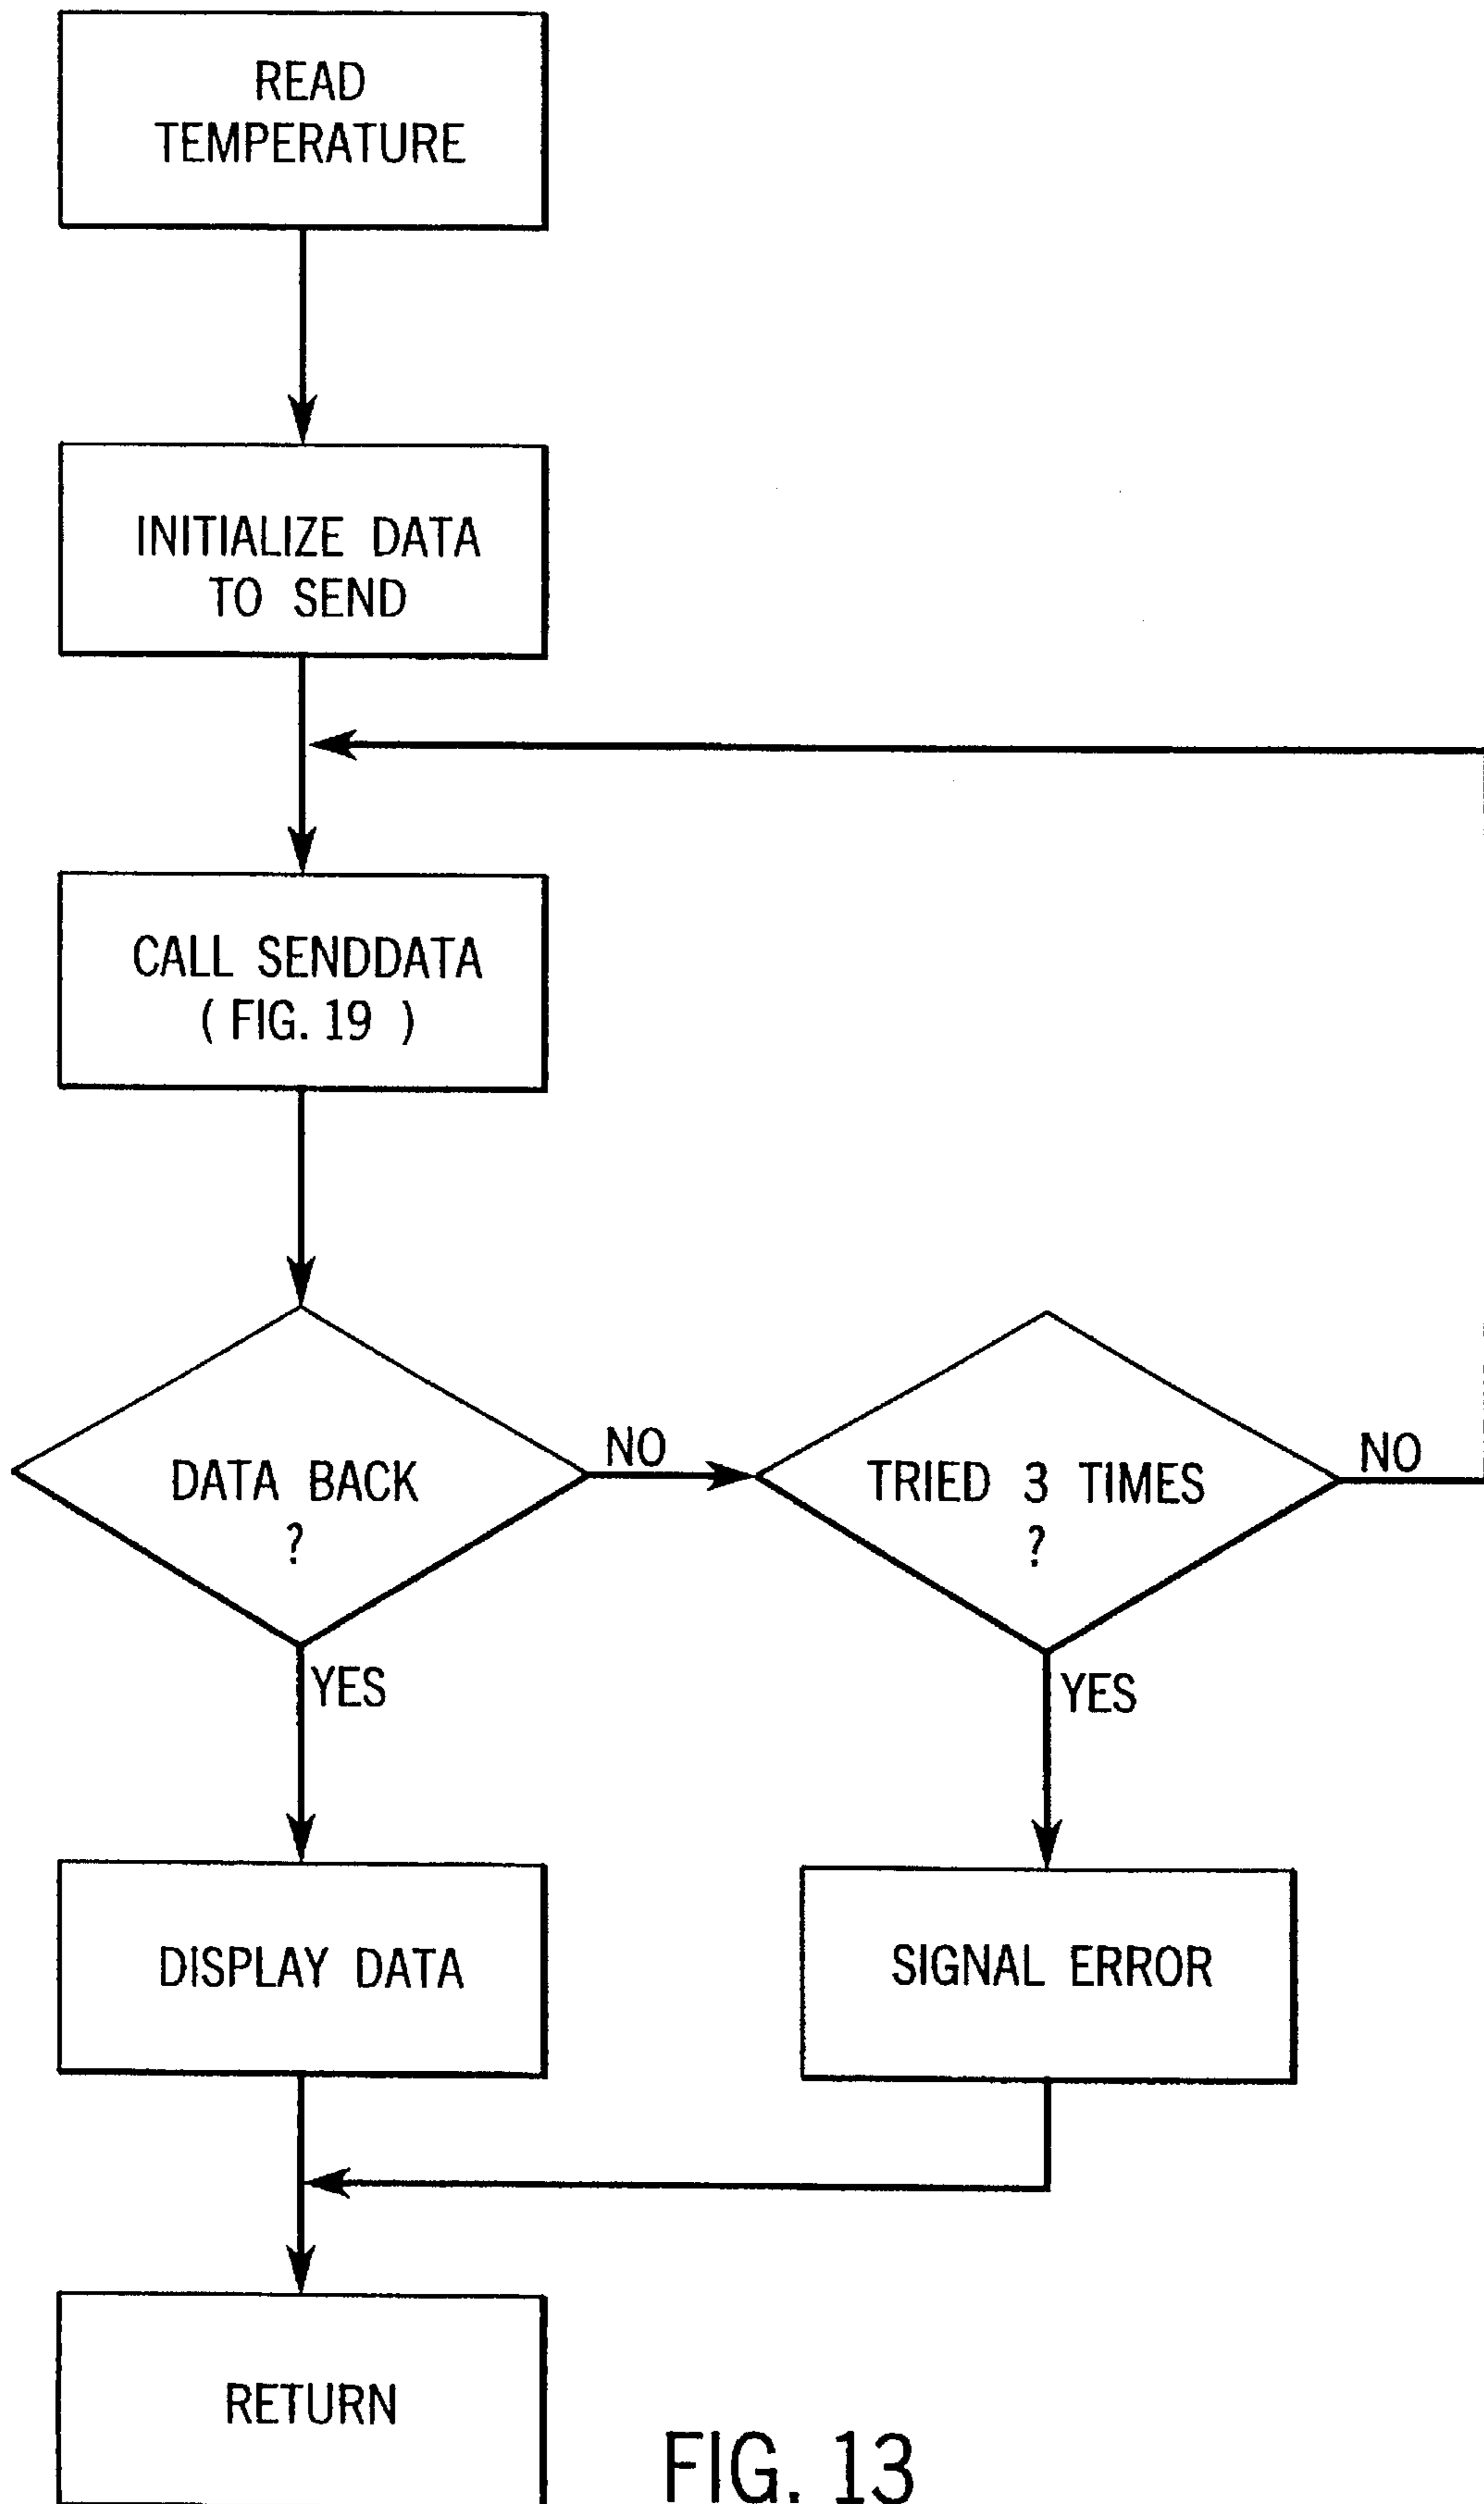 READ
TEMPERATURE
INITIALIZE DATA
TO SEND
CALL SENDDATA
( FIG. 19 )
DATA BACK
?
NO
TRIED 3 TIMES
?
NO
YES
YES
DISPLAY DATA
SIGNAL ERROR
RETURN
FIG. 13